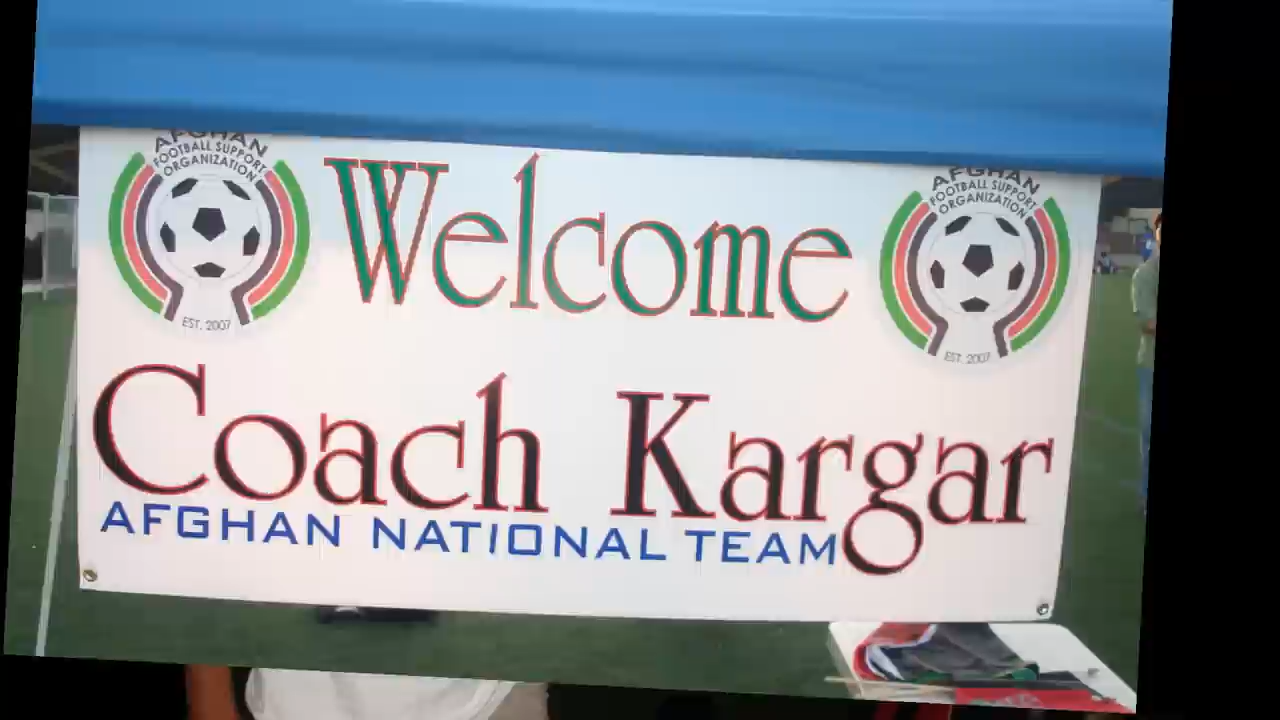 AFGHAN
FOOTBALL SUPPORT
ORGANIZATION
EST. 2007
Welcome
AFGHAN
FOOTBALL SUPPORT
ORGANIZATION
EST. 2007
Coach Kargar
AFGHAN NATIONAL TEAM